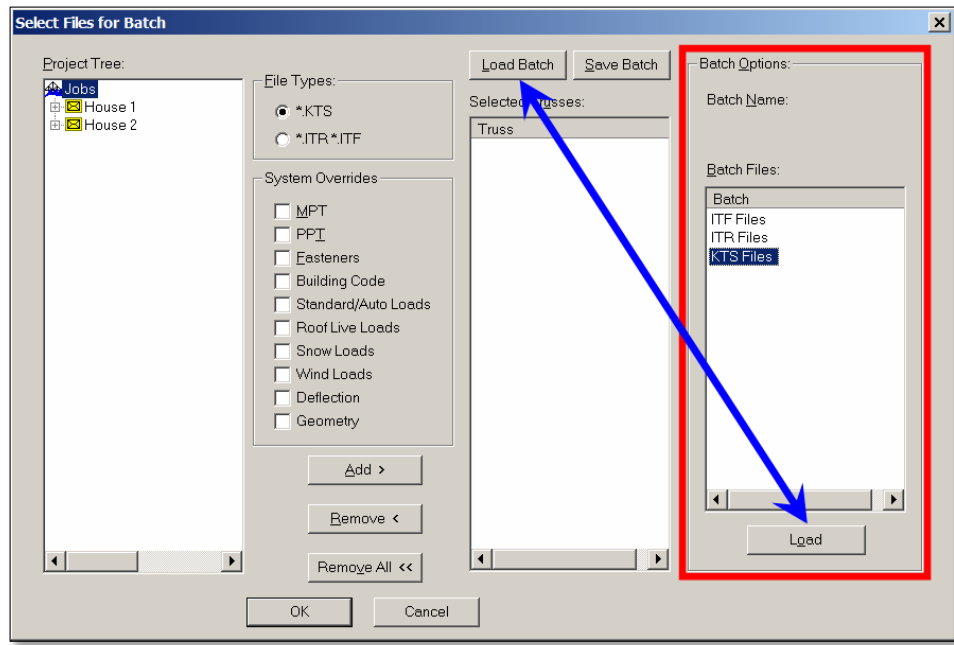 Select Files for Batch
Project Tree:
Jobs
House 1
House 2
File Types:
*.KTS
*.ITR *.ITF
System Overrides
MPT
PPT
Fasteners
Building Code
Standard/Auto Loads
Roof Live Loads
Snow Loads
Wind Loads
Deflection
Geometry
Add >
Remove <
Remove All <<
Load Batch
Save Batch
Selected Trusses:
Truss
Batch Options:
Batch Name:
Batch Files:
Batch
ITF Files
ITR Files
KTS Files
Load
OK
Cancel